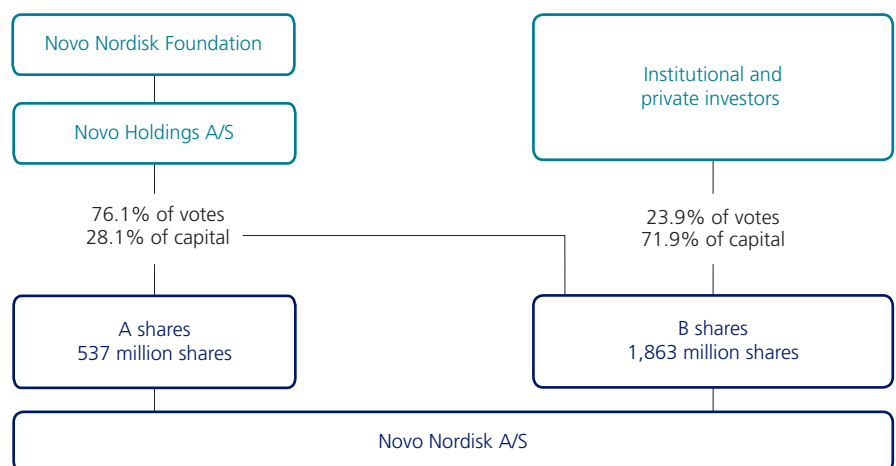 Novo Nordisk Foundation
Institutional and
private investors
Novo Holdings A/S
76.1% of votes
28.1% of capital
23.9% of votes
71.9% of capital
A shares
537 million shares
B shares
1,863 million shares
Novo Nordisk A/S